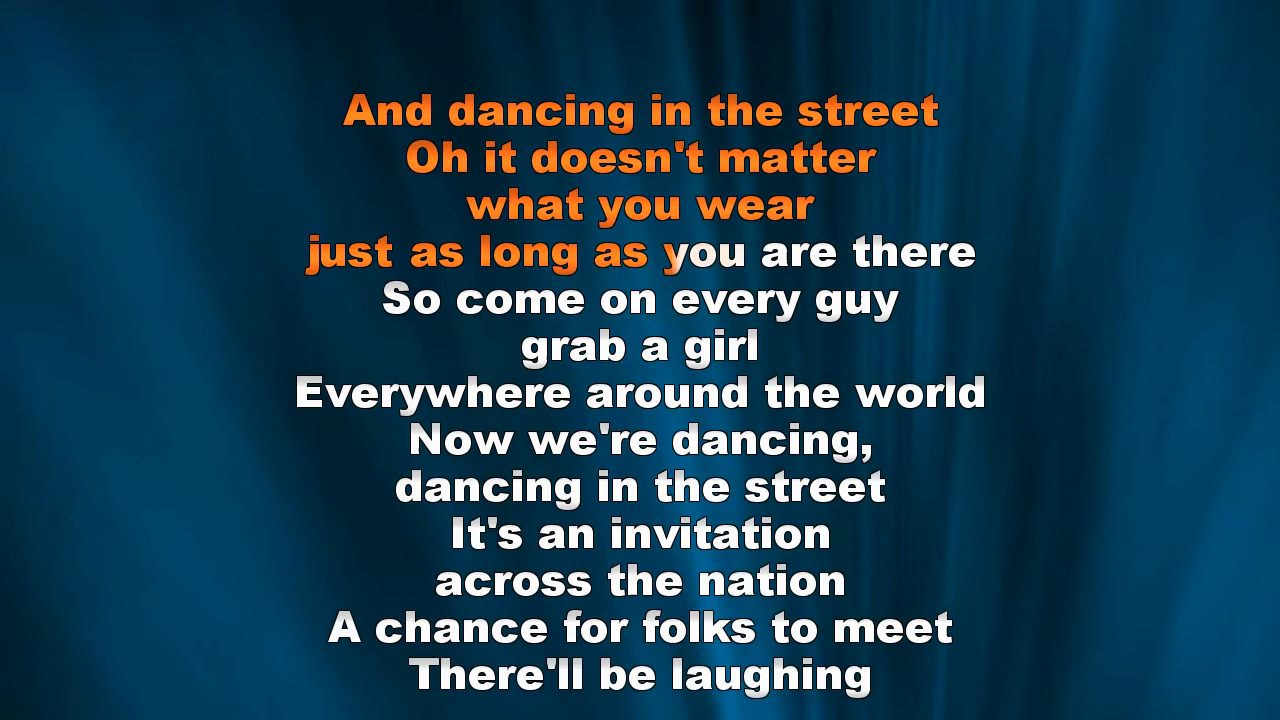 And dancing in the street
Oh it doesn't matter
what you wear
just as long as you are there
So come on every guy
grab a girl
Everywhere around the world
Now we're dancing,
dancing in the street
It's an invitation
across the nation
A chance for folks to meet
There'll be laughing